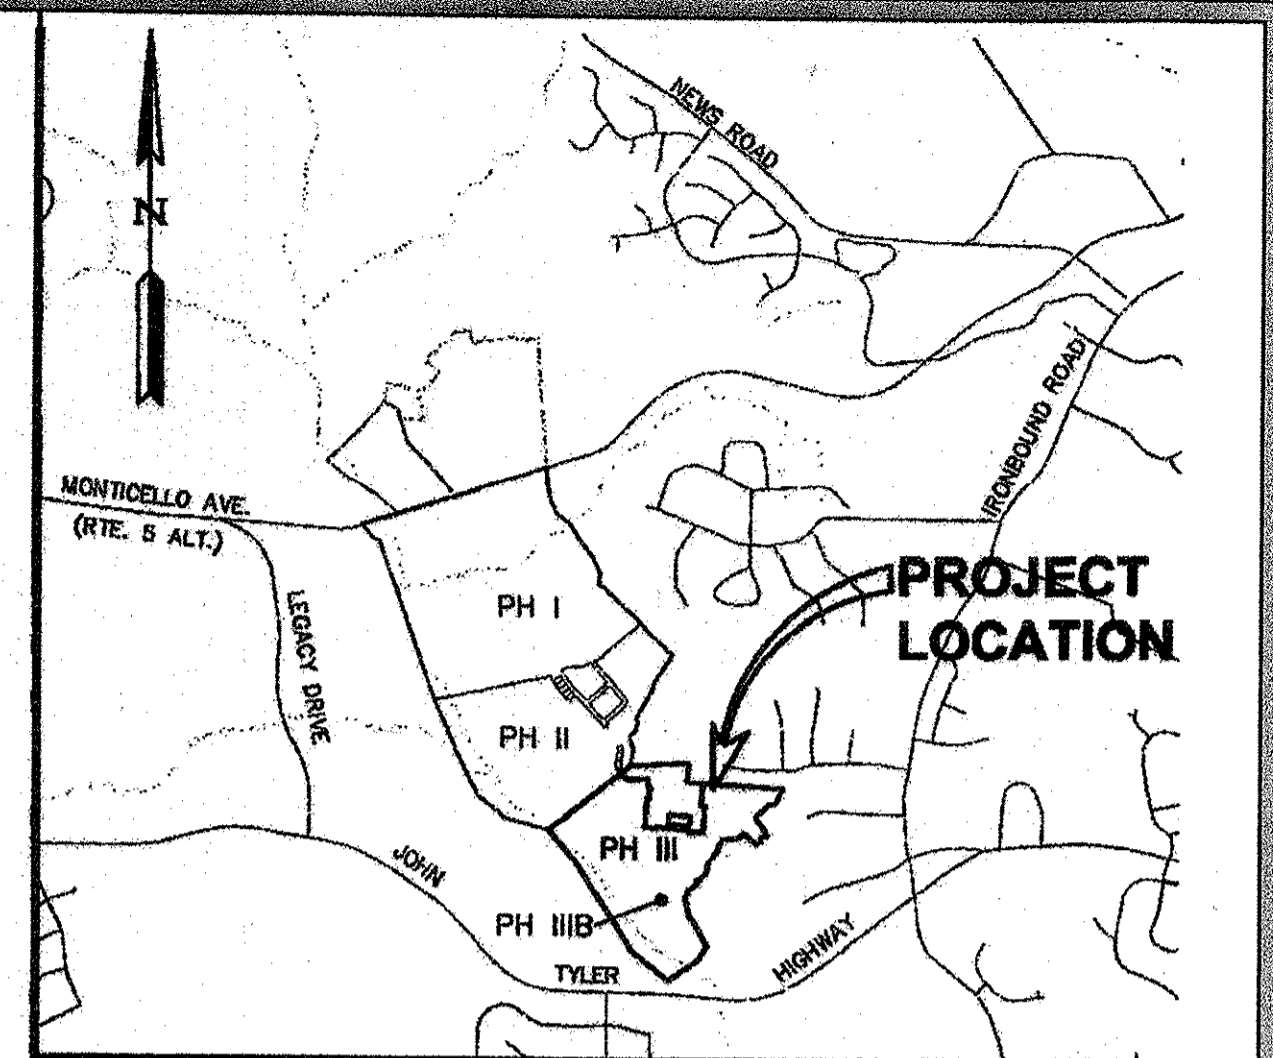 NEWS ROAD
N
IRONBOUND ROAD
MONTICELLO AVE.
(RTE. 5 ALT.)
PROJECT
LOCATION
PH I
LEGACY DRIVE
PH II
PH III
JOHN
PH IIIB
TYLER
HIGHWAY